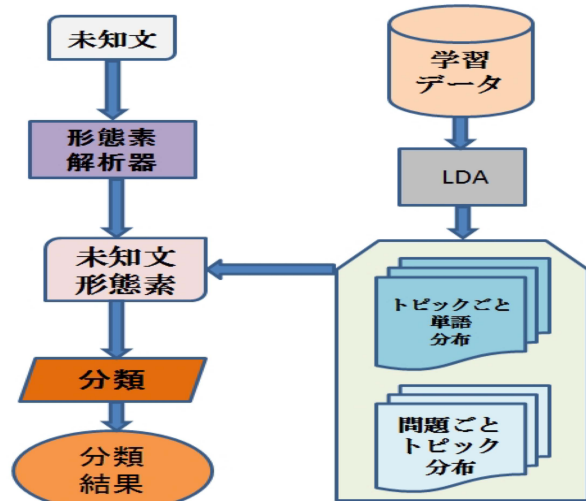 未知文
形態素
解析器
未知文
形態素
分類
分類
結果
学習
データ
LDA
トピックごと
単語
分布
問題ごと
トピック
分布